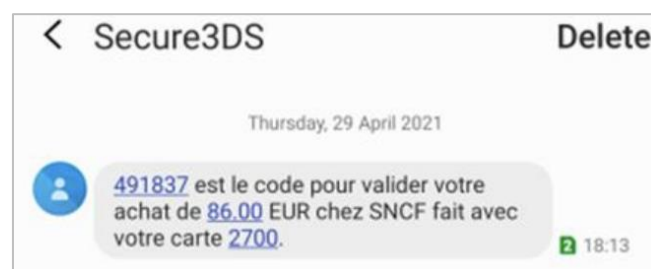 Secure3DS
Delete
Thursday, 29 April 2021
491837 est le code pour valider votre
achat de 86.00 EUR chez SNCF fait avec
votre carte 2700.
2 18:13